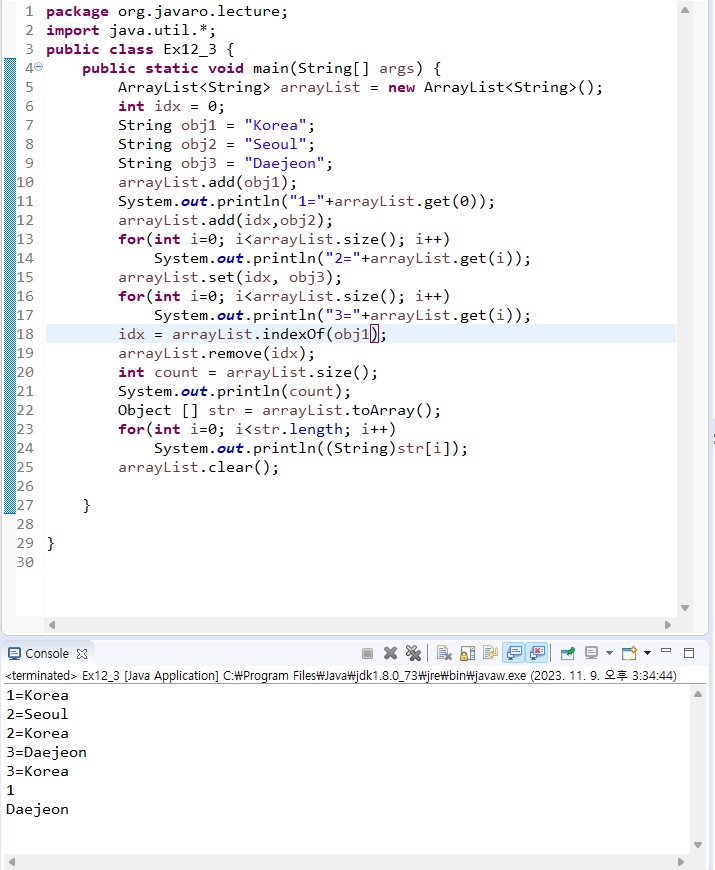 1 package org.javaro.lecture;
2 import java.util.*;
3 public class Ex12_3 {
4     public static void main(String[] args) {
5         ArrayList<String> arrayList = new ArrayList<String>();
6         int idx = 0;
7         String obj1 = "Korea";
8         String obj2 = "Seoul";
9         String obj3 = "Daejeon";
10         arrayList.add(obj1);
11         System.out.println("1="+arrayList.get(0));
12         arrayList.add(idx,obj2);
13         for(int i=0; i<arrayList.size(); i++)
14             System.out.println("2="+arrayList.get(i));
15         arrayList.set(idx, obj3);
16         for(int i=0; i<arrayList.size(); i++)
17             System.out.println("3="+arrayList.get(i));
18         idx = arrayList.indexOf(obj1);
19         arrayList.remove(idx);
20         int count = arrayList.size();
21         System.out.println(count);
22         Object [] str = arrayList.toArray();
23         for(int i=0; i<str.length; i++)
24             System.out.println((String)str[i]);
25         arrayList.clear();
26
27     }
28
29 }
30
Console
<terminated> Ex12_3 [Java Application] C:₩Program Files₩Java₩jdk1.8.0_73₩jre₩bin₩javaw.exe (2023. 11. 9. 오후 3:34:44)
1=Korea
2=Seoul
2=Korea
3=Daejeon
3=Korea
1
Daejeon